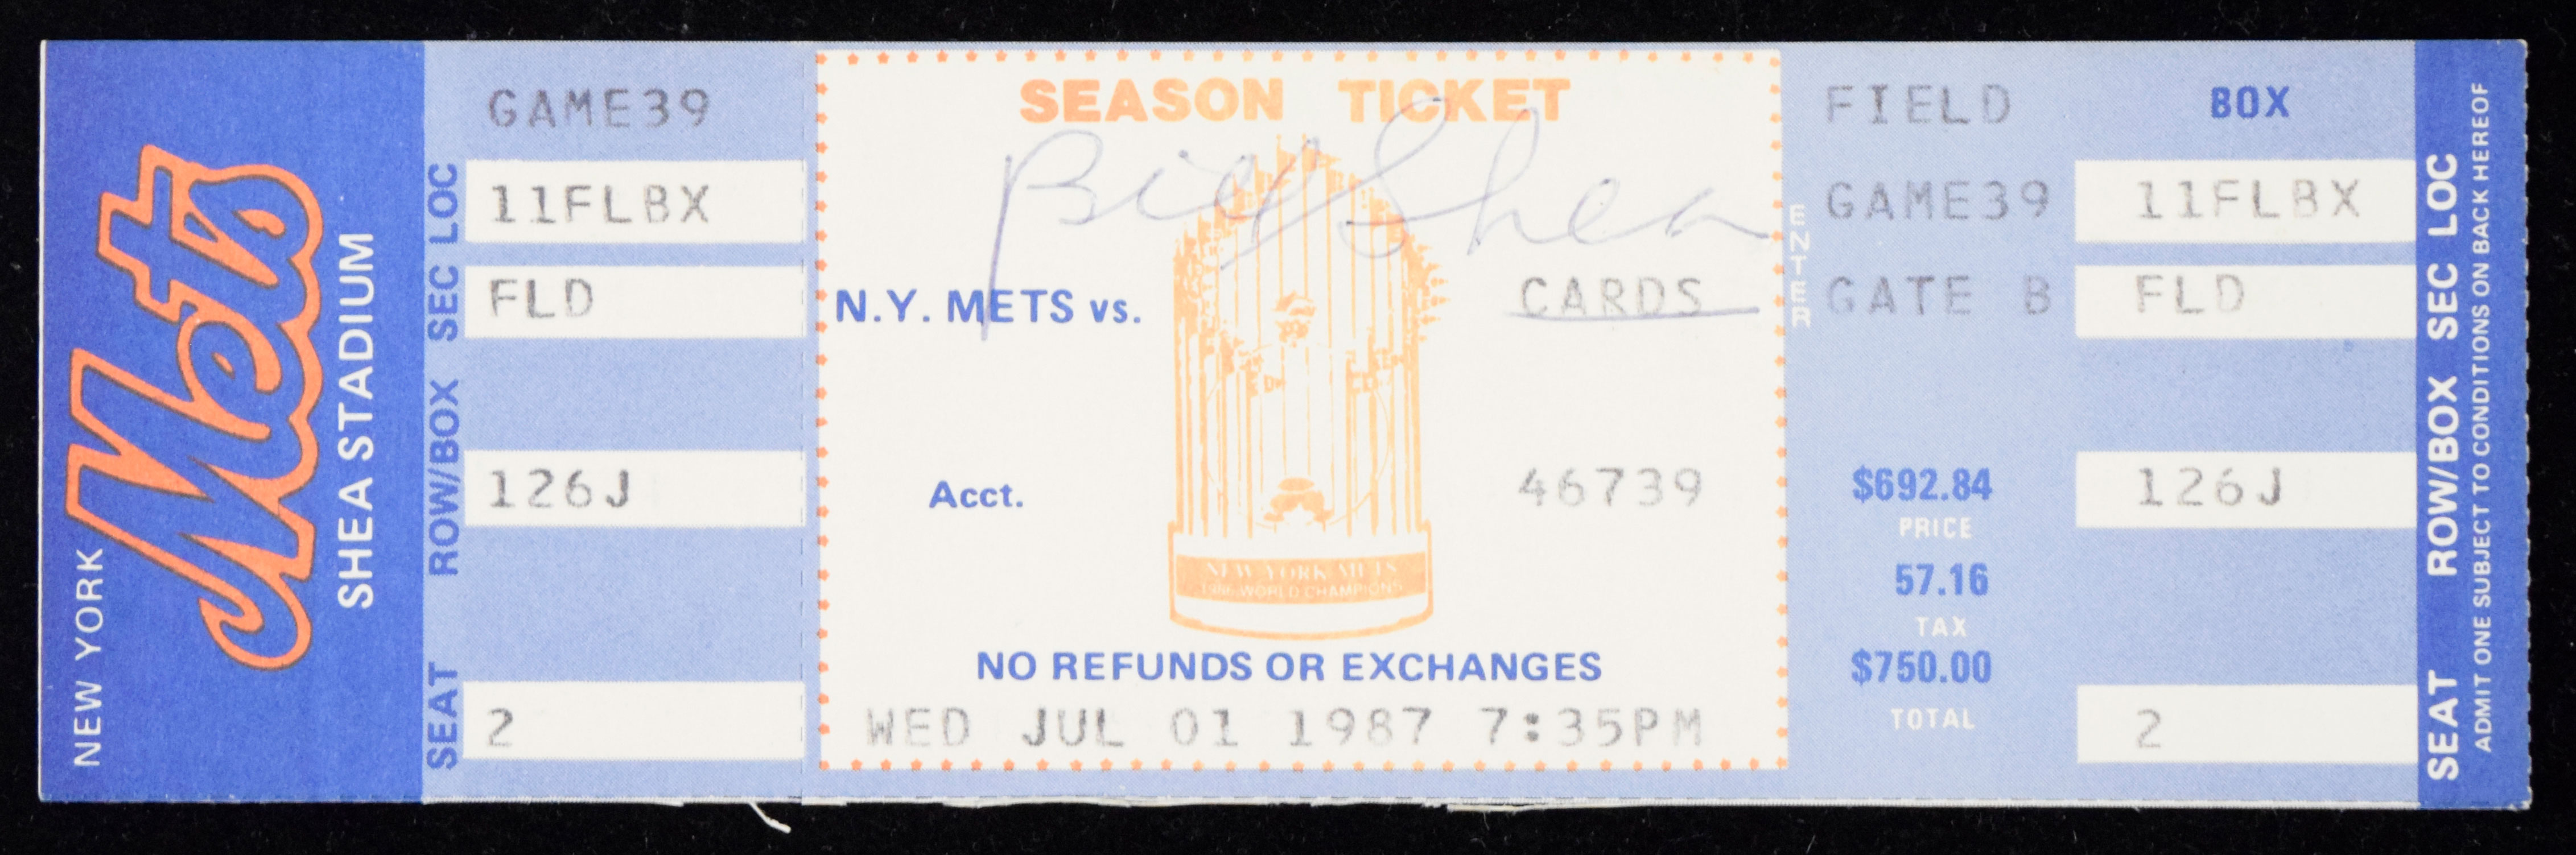 NEW YORK
Mets
SHEA STADIUM
GAME39
SEC LOC
11FLBX
FLD
ROW/BOX
126J
SEAT
2
SEASON TICKET
Bill Shea
N.Y. METS vs. CARDS
Acct. 46739
NEW YORK METS
1986 WORLD CHAMPIONS
NO REFUNDS OR EXCHANGES
WED JUL 01 1987 7:35PM
ENTER
FIELD
GAME39
GATE B
$692.84
PRICE
57.16
TAX
$750.00
TOTAL
BOX
11FLBX
FLD
126J
2
SEAT ROW/BOX SEC LOC
ADMIT ONE SUBJECT TO CONDITIONS ON BACK HEREOF